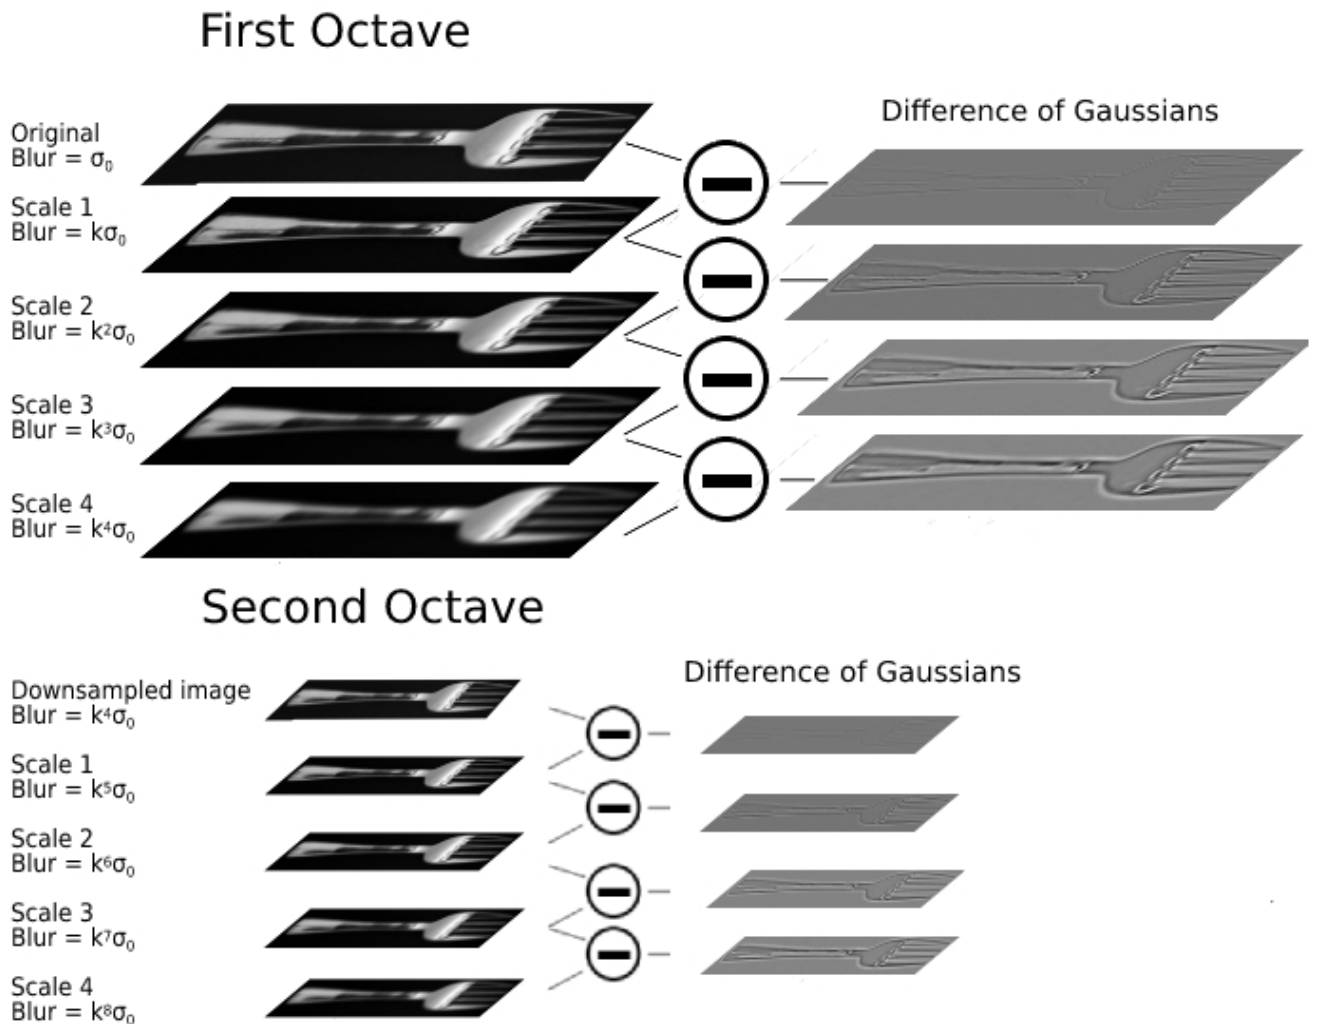 First Octave
Difference of Gaussians
Original
Blur = σ₀
Scale 1
Blur = kσ₀
Scale 2
Blur = k²σ₀
Scale 3
Blur = k³σ₀
Scale 4
Blur = k⁴σ₀
Second Octave
Difference of Gaussians
Downsampled image
Blur = k⁴σ₀
Scale 1
Blur = k⁵σ₀
Scale 2
Blur = k⁶σ₀
Scale 3
Blur = k⁷σ₀
Scale 4
Blur = k⁸σ₀